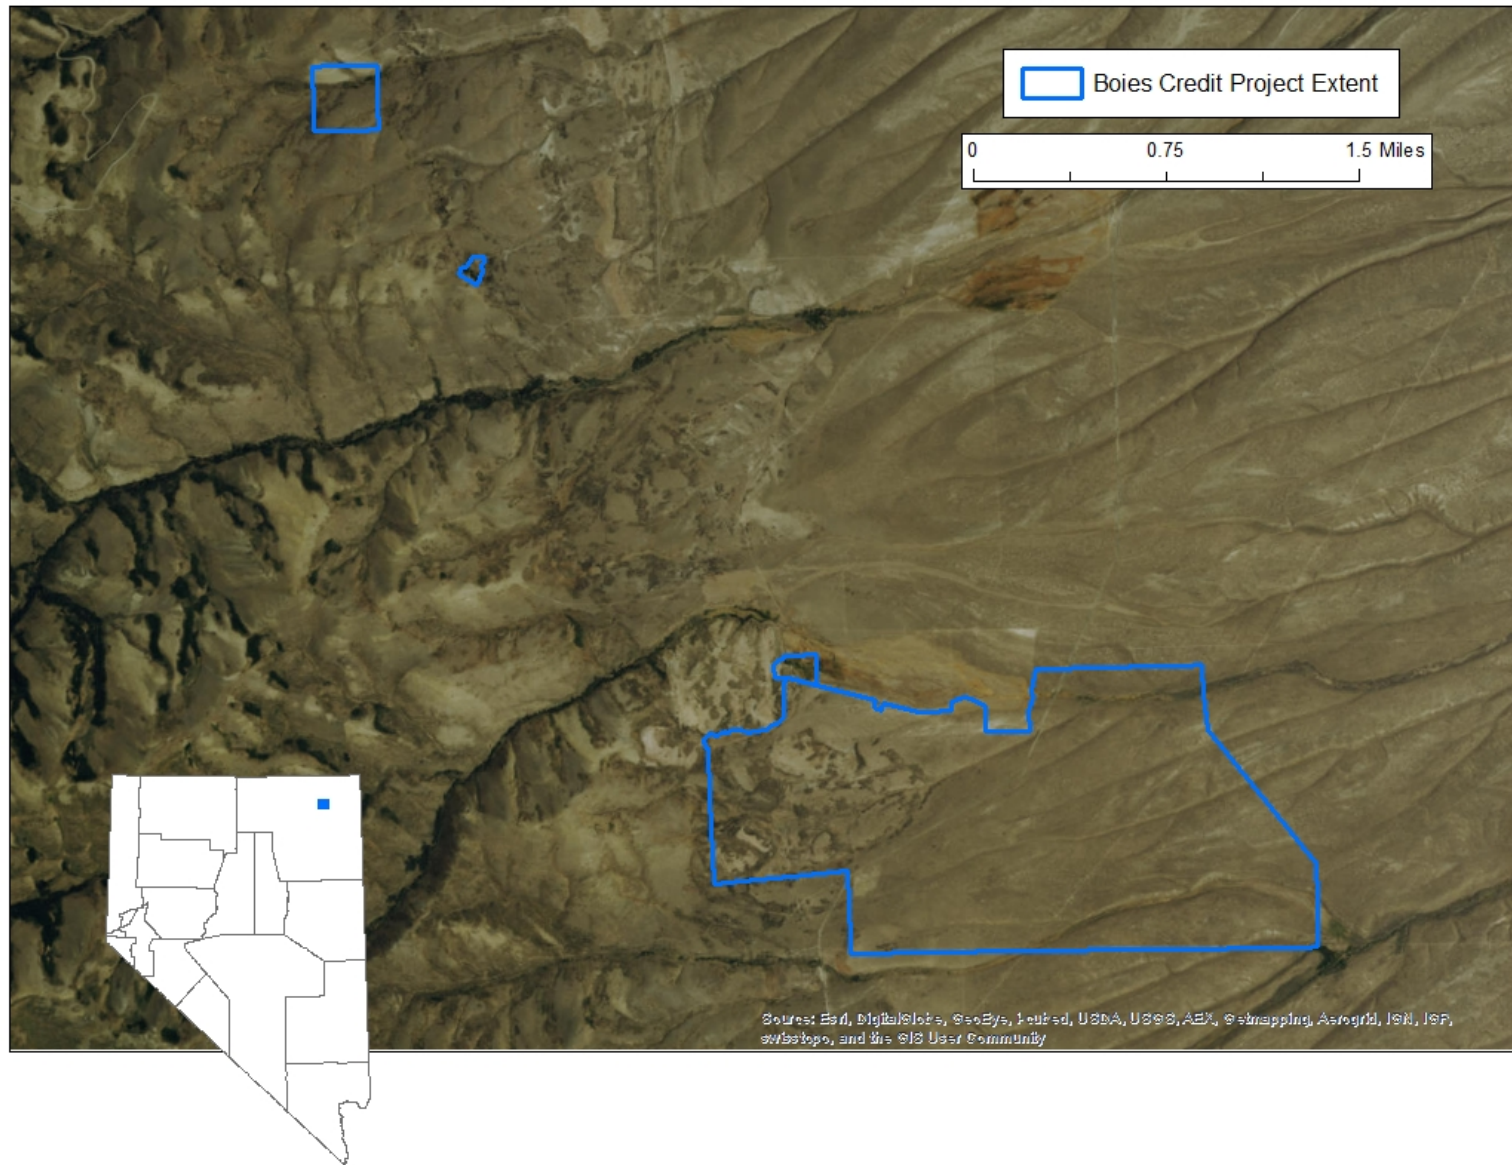 Boies Credit Project Extent
0 0.75 1.5 Miles
Source: Esri, DigitalGlobe, GeoEye, i-cubed, USDA, USGS, AEX, Getmapping, Aerogrid, IGN, IGP,
swisstopo, and the GIS User Community